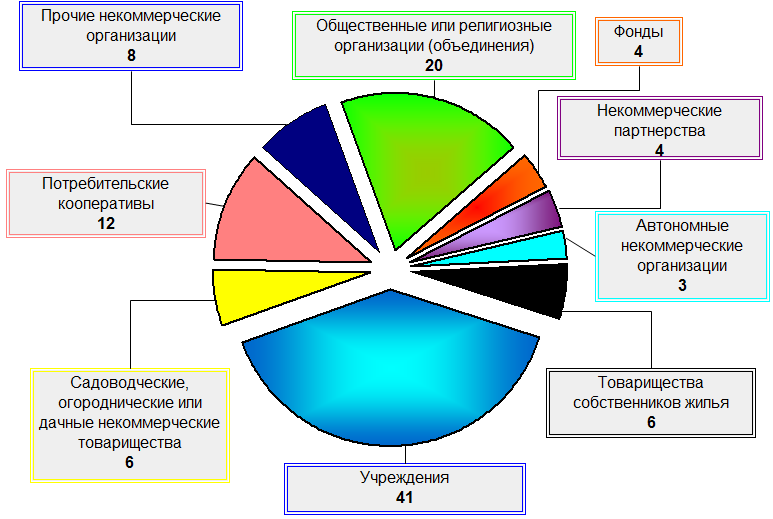 Прочие некоммерческие
организации
8
Общественные или религиозные
организации (объединения)
20
Фонды
4
Некоммерческие
партнерства
4
Потребительские
кооперативы
12
Автономные
некоммерческие
организации
3
Садоводческие,
огороднические или
дачные некоммерческие
товарищества
6
Товарищества
собственников жилья
6
Учреждения
41